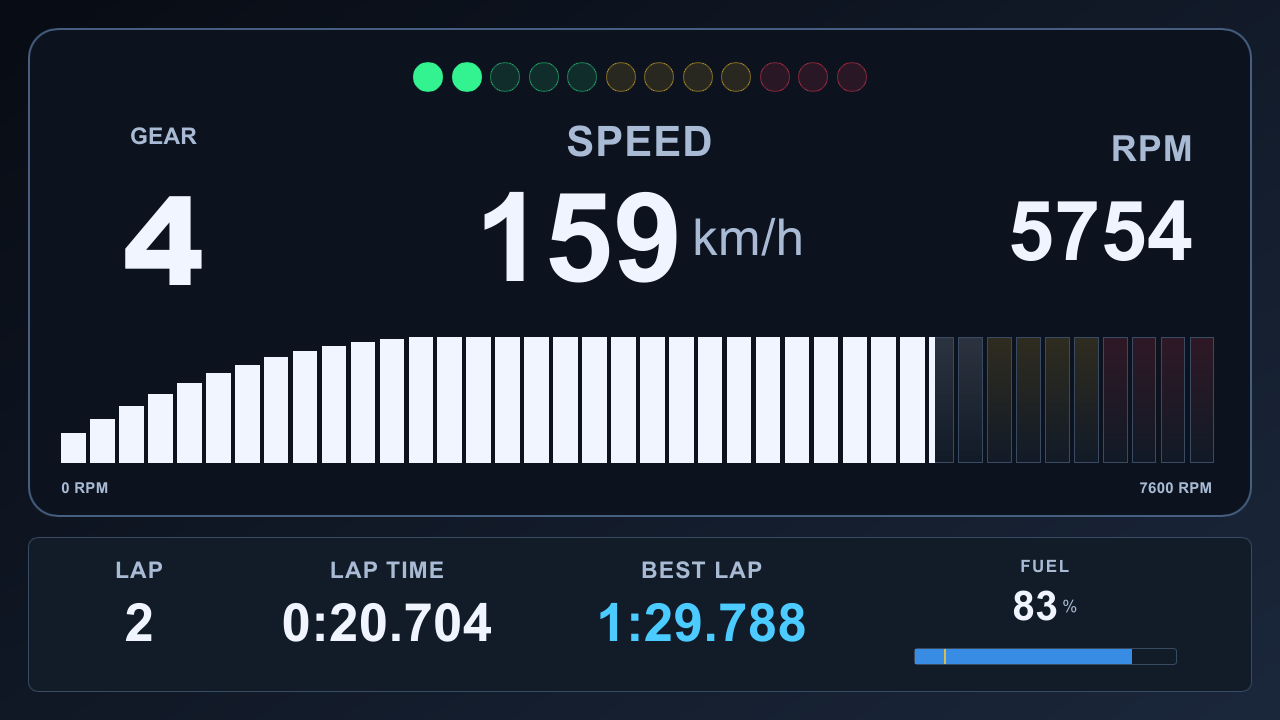 GEAR
SPEED
RPM
4
159 km/h
5754
0 RPM
7600 RPM
LAP
LAP TIME
BEST LAP
FUEL
2
0:20.704
1:29.788
83 %